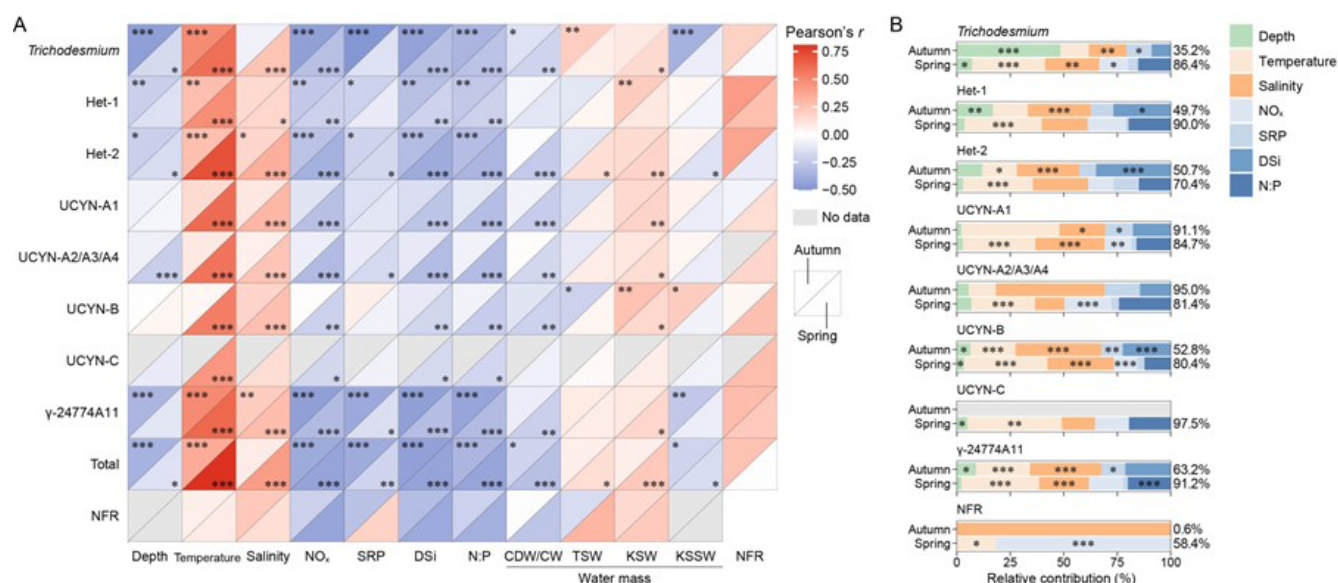 A
Trichodesmium
Het-1
Het-2
UCYN-A1
UCYN-A2/A3/A4
UCYN-B
UCYN-C
γ-24774A11
Total
NFR
Depth Temperature Salinity NOₓ SRP DSi N:P CDW/CW TSW KSW KSSW NFR
Water mass
Pearson's r
0.75
0.50
0.25
0.00
−0.25
−0.50
No data
Autumn
Spring
B
Trichodesmium
Autumn *** *** * 35.2%
Spring * *** ** * 86.4%
Het-1
Autumn ** *** * 49.7%
Spring *** 90.0%
Het-2
Autumn * *** *** 50.7%
Spring *** 70.4%
UCYN-A1
Autumn * * 91.1%
Spring *** *** ** 84.7%
UCYN-A2/A3/A4
Autumn 95.0%
Spring *** *** 81.4%
UCYN-B
Autumn * *** *** ** *** 52.8%
Spring * *** *** *** 80.4%
UCYN-C
Autumn
Spring * ** 97.5%
γ-24774A11
Autumn * *** *** * 63.2%
Spring *** *** *** 91.2%
NFR
Autumn 0.6%
Spring * *** 58.4%
0 25 50 75 100
Relative contribution (%)
Depth
Temperature
Salinity
NOₓ
SRP
DSi
N:P